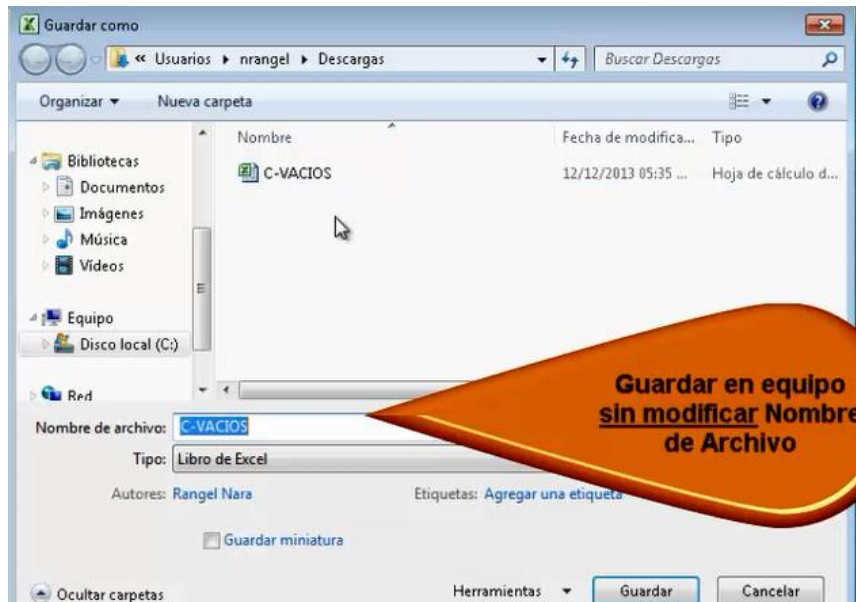 Guardar como
« Usuarios ▸ nrangel ▸ Descargas
Buscar Descargas
Organizar
Nueva carpeta
Nombre
Fecha de modifica...
Tipo
C-VACIOS
12/12/2013 05:35 ...
Hoja de cálculo d...
Bibliotecas
Documentos
Imágenes
Música
Vídeos
Equipo
Disco local (C:)
Red
Guardar en equipo
sin modificar Nombre
de Archivo
Nombre de archivo: C-VACIOS
Tipo: Libro de Excel
Autores: Rangel Nara
Etiquetas: Agregar una etiqueta
Guardar miniatura
Ocultar carpetas
Herramientas
Guardar
Cancelar